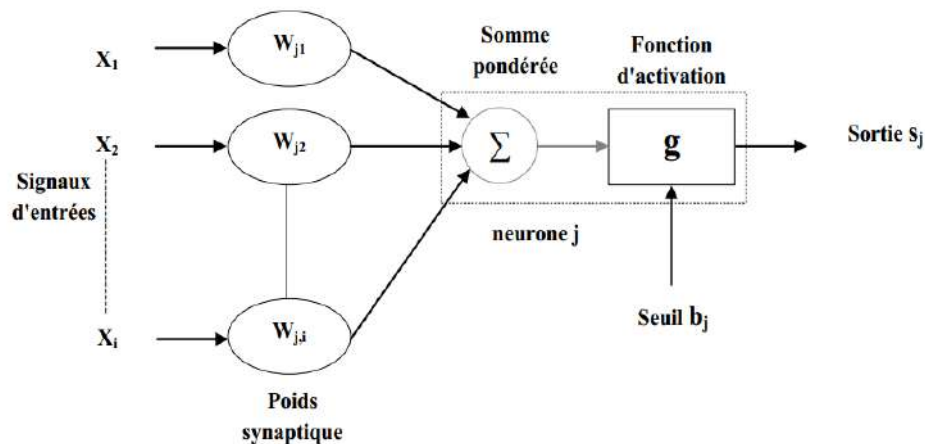 X1
Wj1
Somme
pondérée
Fonction
d'activation
X2
Wj2
∑
g
Sortie sj
Signaux
d'entrées
neurone j
Xi
Wj,i
Seuil bj
Poids
synaptique